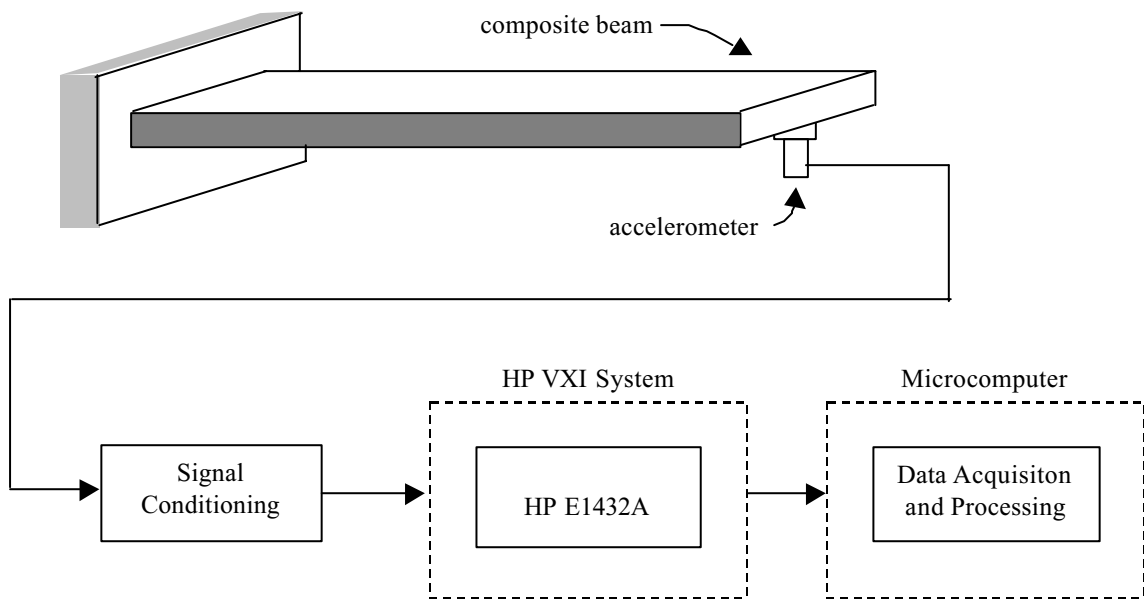 composite beam
accelerometer
HP VXI System
Microcomputer
Signal
Conditioning
HP E1432A
Data Acquisiton
and Processing